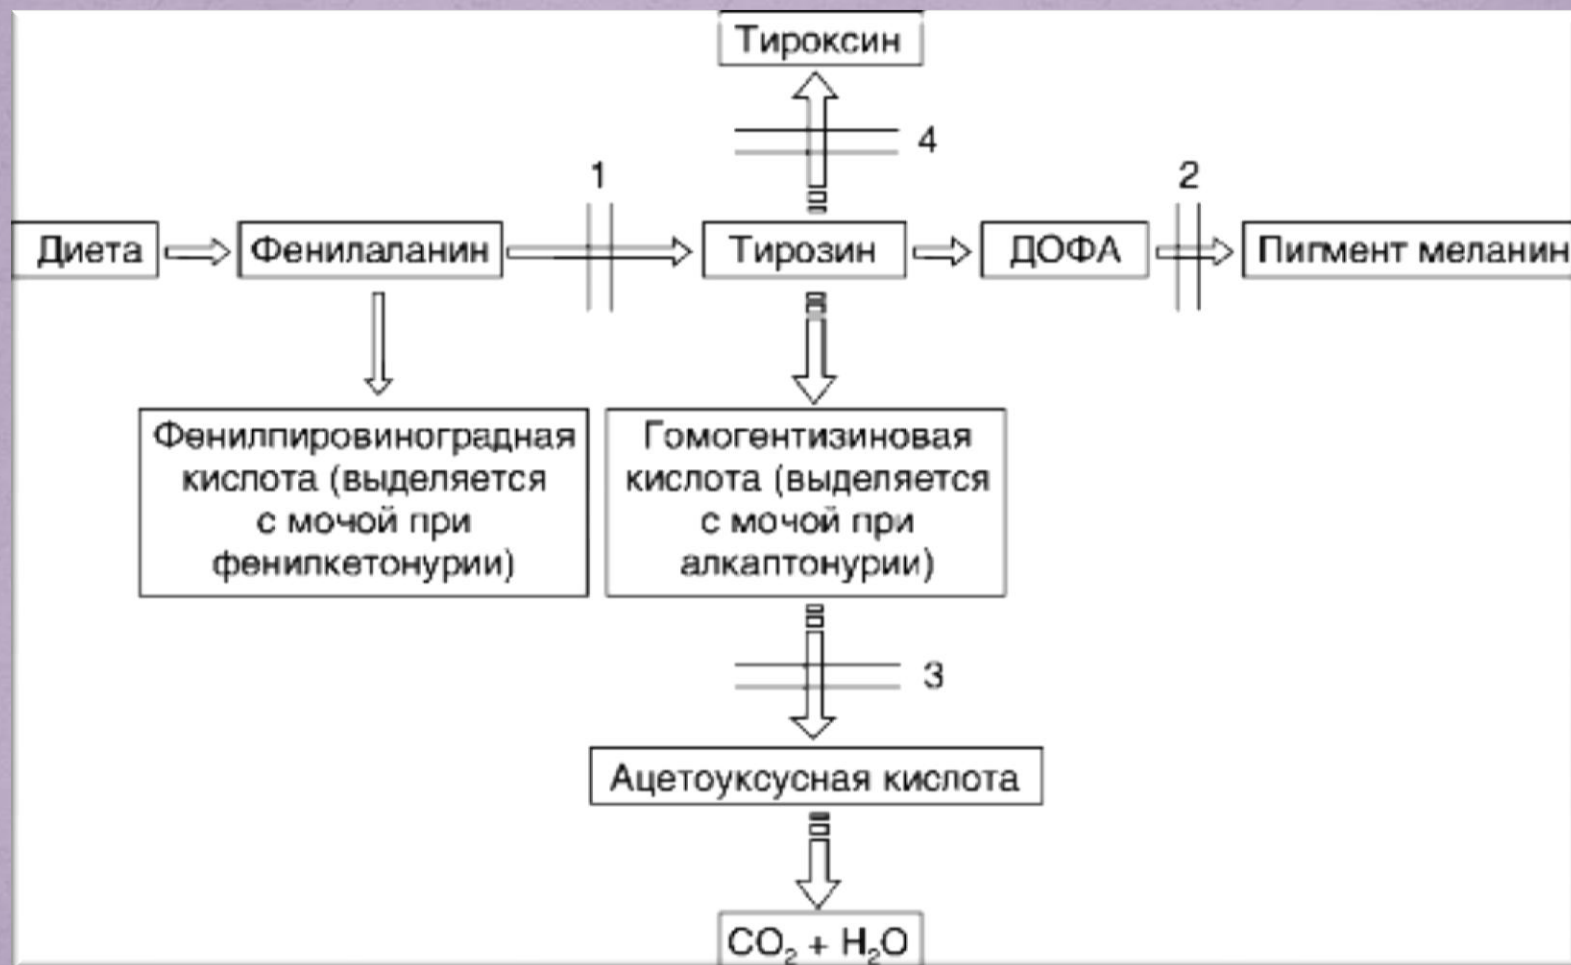 Тироксин
4
1
2
Диета
Фенилаланин
Тирозин
ДОФА
Пигмент меланин
Фенилпировиноградная
кислота (выделяется
с мочой при
фенилкетонурии)
Гомогентизиновая
кислота (выделяется
с мочой при
алкаптонурии)
3
Ацетоуксусная кислота
CO₂ + H₂O